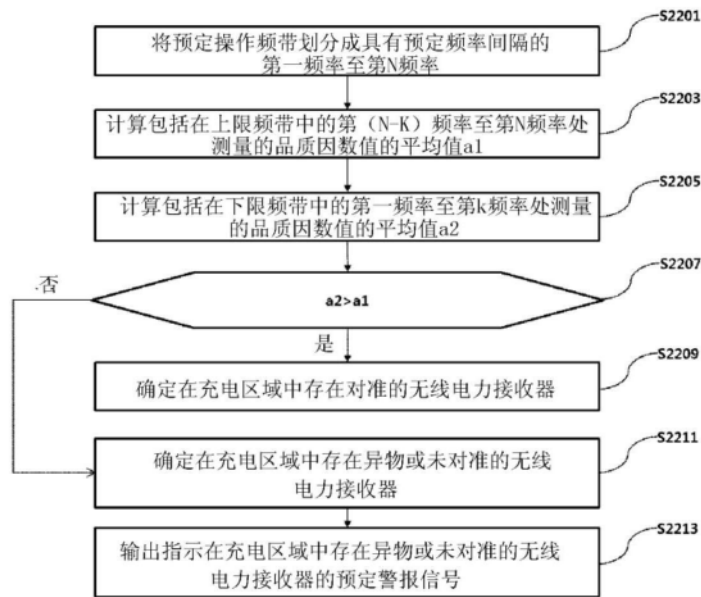 S2201
将预定操作频带划分成具有预定频率间隔的
第一频率至第N频率
S2203
计算包括在上限频带中的第（N-K）频率至第N频率处
测量的品质因数值的平均值a1
S2205
计算包括在下限频带中的第一频率至第k频率处测量
的品质因数值的平均值a2
S2207
否
a2>a1
是
S2209
确定在充电区域中存在对准的无线电力接收器
S2211
确定在充电区域中存在异物或未对准的无线
电力接收器
S2213
输出指示在充电区域中存在异物或未对准的无线
电力接收器的预定警报信号